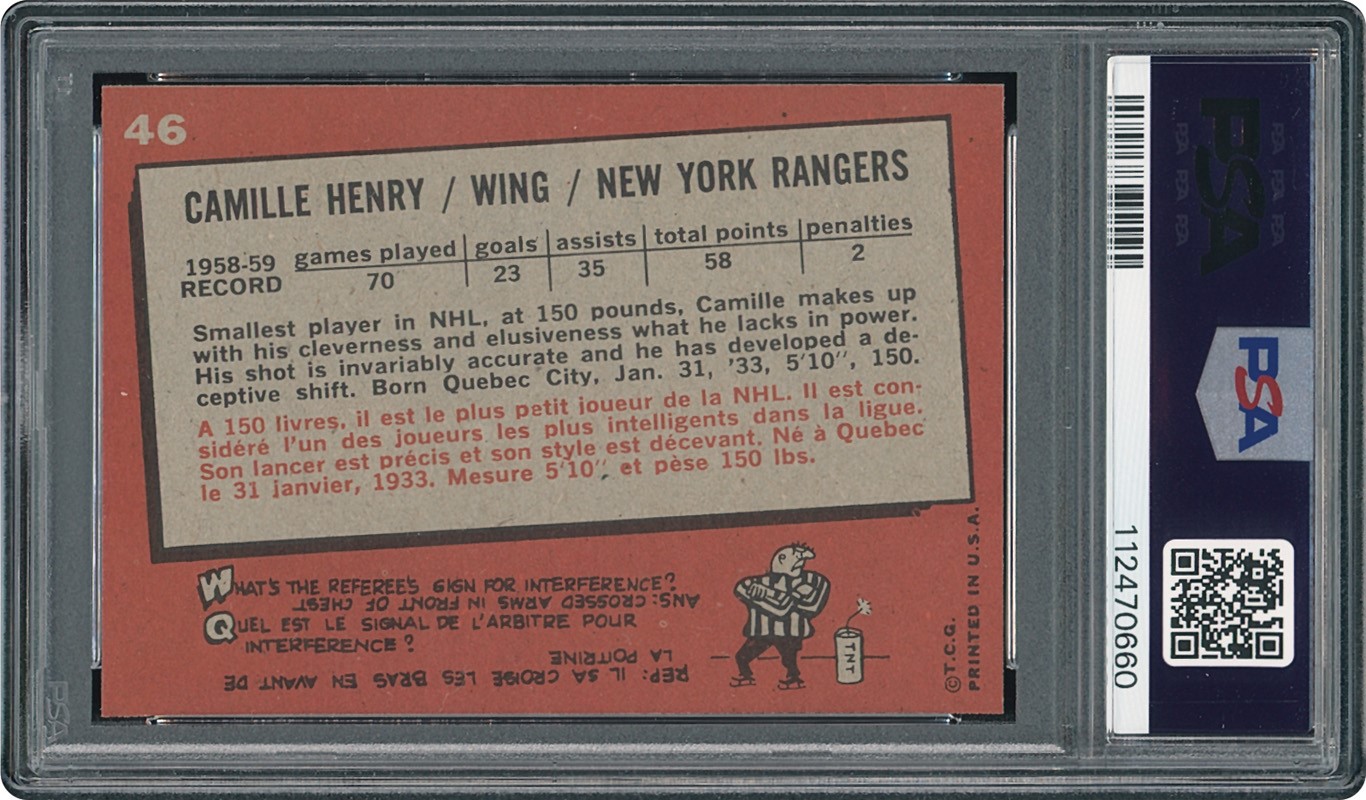 46
CAMILLE HENRY / WING / NEW YORK RANGERS
1958-59 RECORD
games played | goals | assists | total points | penalties
70 | 23 | 35 | 58 | 2
Smallest player in NHL, at 150 pounds, Camille makes up
with his cleverness and elusiveness what he lacks in power.
His shot is invariably accurate and he has developed a de-
ceptive shift. Born Quebec City, Jan. 31, '33, 5'10", 150.
A 150 livres, il est le plus petit joueur de la NHL. Il est con-
sidéré l'un des joueurs les plus intelligents dans la ligue.
Son lancer est précis et son style est décevant. Né à Quebec
le 31 janvier, 1933. Mesure 5'10" et pèse 150 lbs.
WHAT'S THE REFEREE'S SIGN FOR INTERFERENCE?
ANS: CROSSED ARMS IN FRONT OF CHEST
QUEL EST LE SIGNAL DE L'ARBITRE POUR
INTERFERENCE?
REP: IL SA CROISE LES BRAS EN AVANT DE
LA POITRINE
TNT
©T.C.G.
PRINTED IN U.S.A.
PSA
PSA
PSA PSA PSA
PSA PSA PSA
112470660
PSA